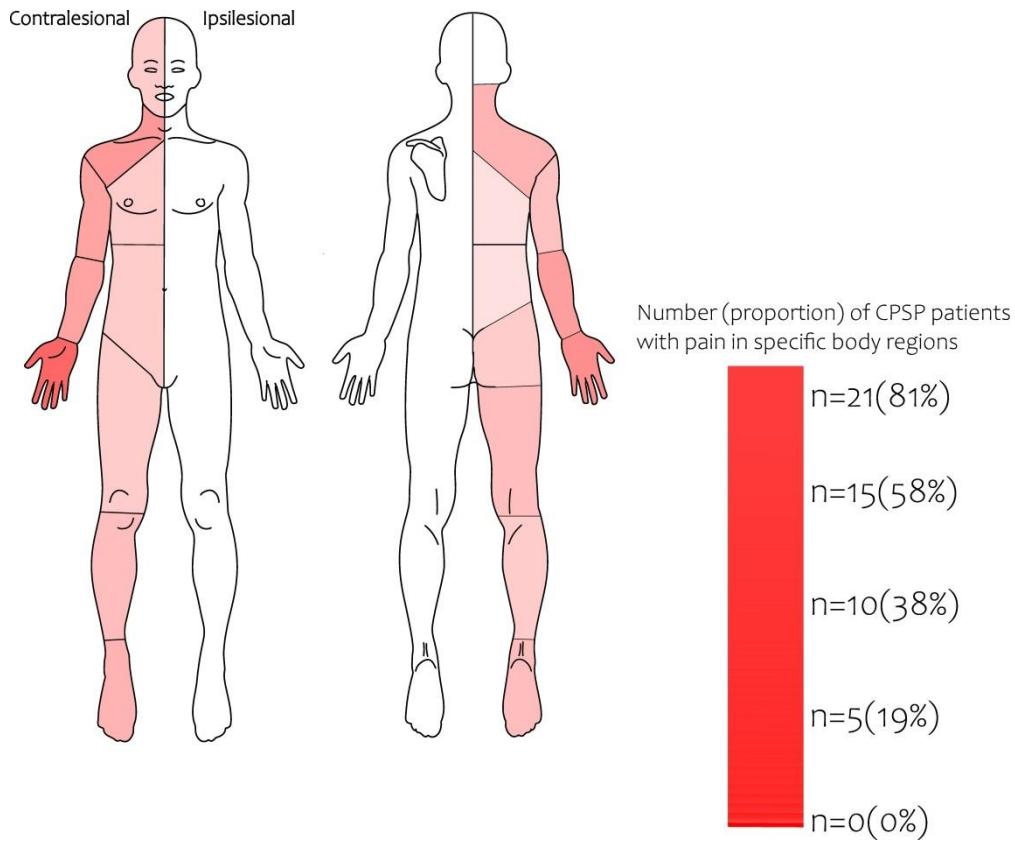 Contralesional Ipsilesional
Number (proportion) of CPSP patients
with pain in specific body regions
n=21(81%)
n=15(58%)
n=10(38%)
n=5(19%)
n=0(0%)